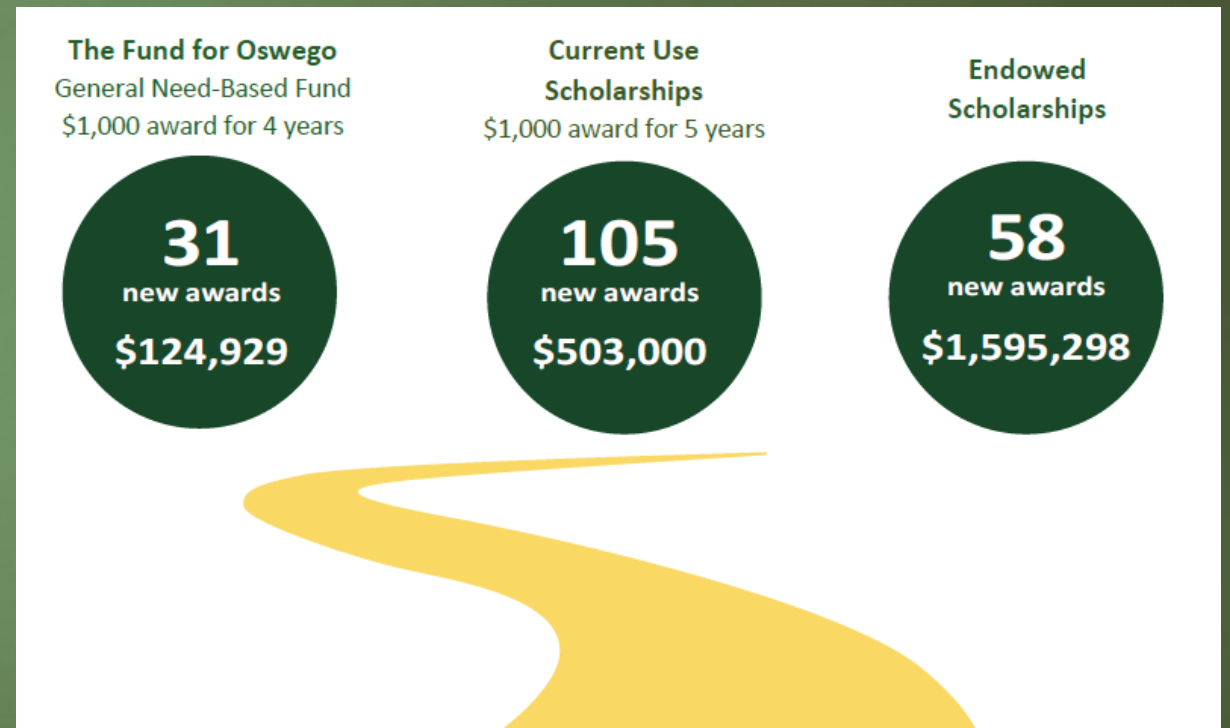 The Fund for Oswego
General Need-Based Fund
$1,000 award for 4 years
31
new awards
$124,929
Current Use
Scholarships
$1,000 award for 5 years
105
new awards
$503,000
Endowed
Scholarships
58
new awards
$1,595,298